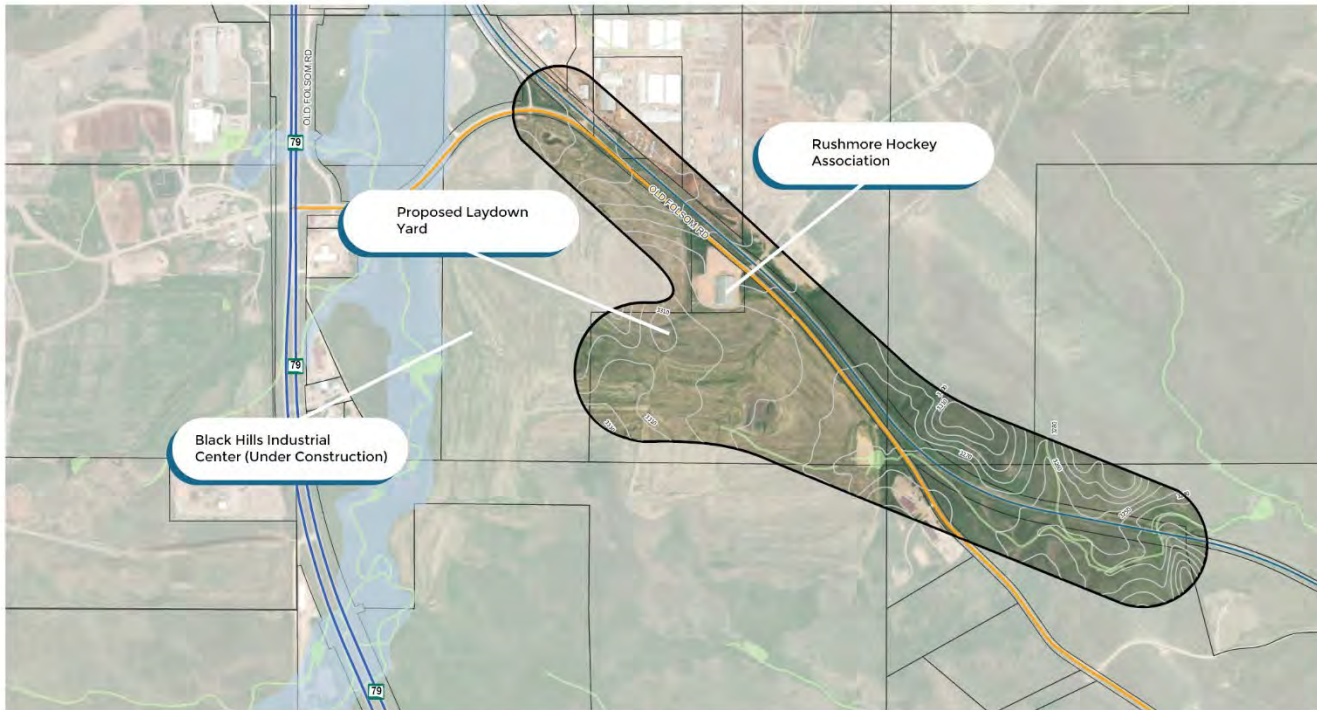 OLD FOLSOM RD
79
Rushmore Hockey
Association
OLD FOLSOM RD
Proposed Laydown
Yard
3310
79
Black Hills Industrial
Center (Under Construction)
79